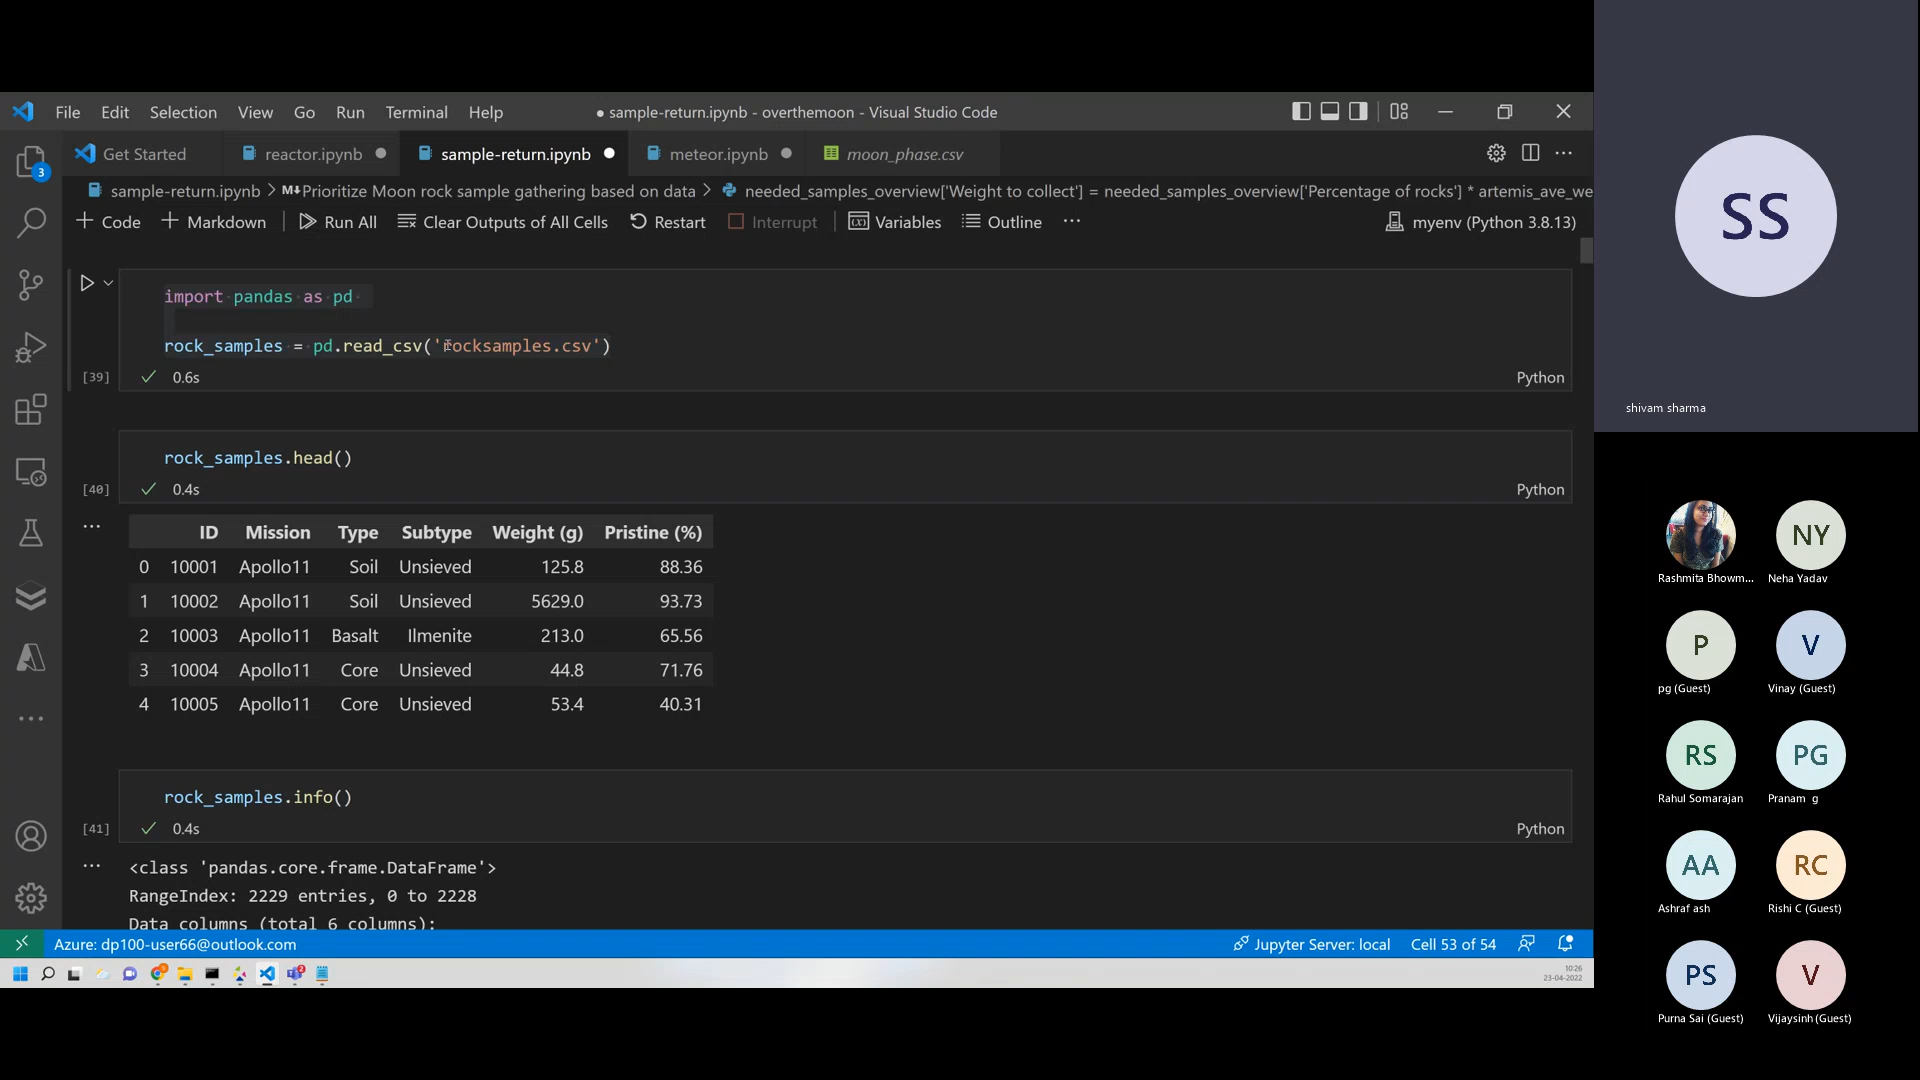 File Edit Selection View Go Run Terminal Help
● sample-return.ipynb - overthemoon - Visual Studio Code
Get Started
reactor.ipynb
sample-return.ipynb
meteor.ipynb
moon_phase.csv
sample-return.ipynb > M↓Prioritize Moon rock sample gathering based on data > needed_samples_overview['Weight to collect'] = needed_samples_overview['Percentage of rocks'] * artemis_ave_we
+ Code + Markdown Run All Clear Outputs of All Cells Restart Interrupt Variables Outline ... myenv (Python 3.8.13)
3
import pandas as pd
rock_samples = pd.read_csv('rocksamples.csv')
[39] 0.6s Python
rock_samples.head()
[40] 0.4s Python
ID Mission Type Subtype Weight (g) Pristine (%)
0 10001 Apollo11 Soil Unsieved 125.8 88.36
1 10002 Apollo11 Soil Unsieved 5629.0 93.73
2 10003 Apollo11 Basalt Ilmenite 213.0 65.56
3 10004 Apollo11 Core Unsieved 44.8 71.76
4 10005 Apollo11 Core Unsieved 53.4 40.31
rock_samples.info()
[41] 0.4s Python
<class 'pandas.core.frame.DataFrame'>
RangeIndex: 2229 entries, 0 to 2228
Data columns (total 6 columns):
Azure: dp100-user66@outlook.com
Jupyter Server: local
Cell 53 of 54
10:26
23-04-2022
SS
shivam sharma
Rashmita Bhowm...
NY
Neha Yadav
P
pg (Guest)
V
Vinay (Guest)
RS
Rahul Somarajan
PG
Pranam g
AA
Ashraf ash
RC
Rishi C (Guest)
PS
Purna Sai (Guest)
V
Vijaysinh (Guest)